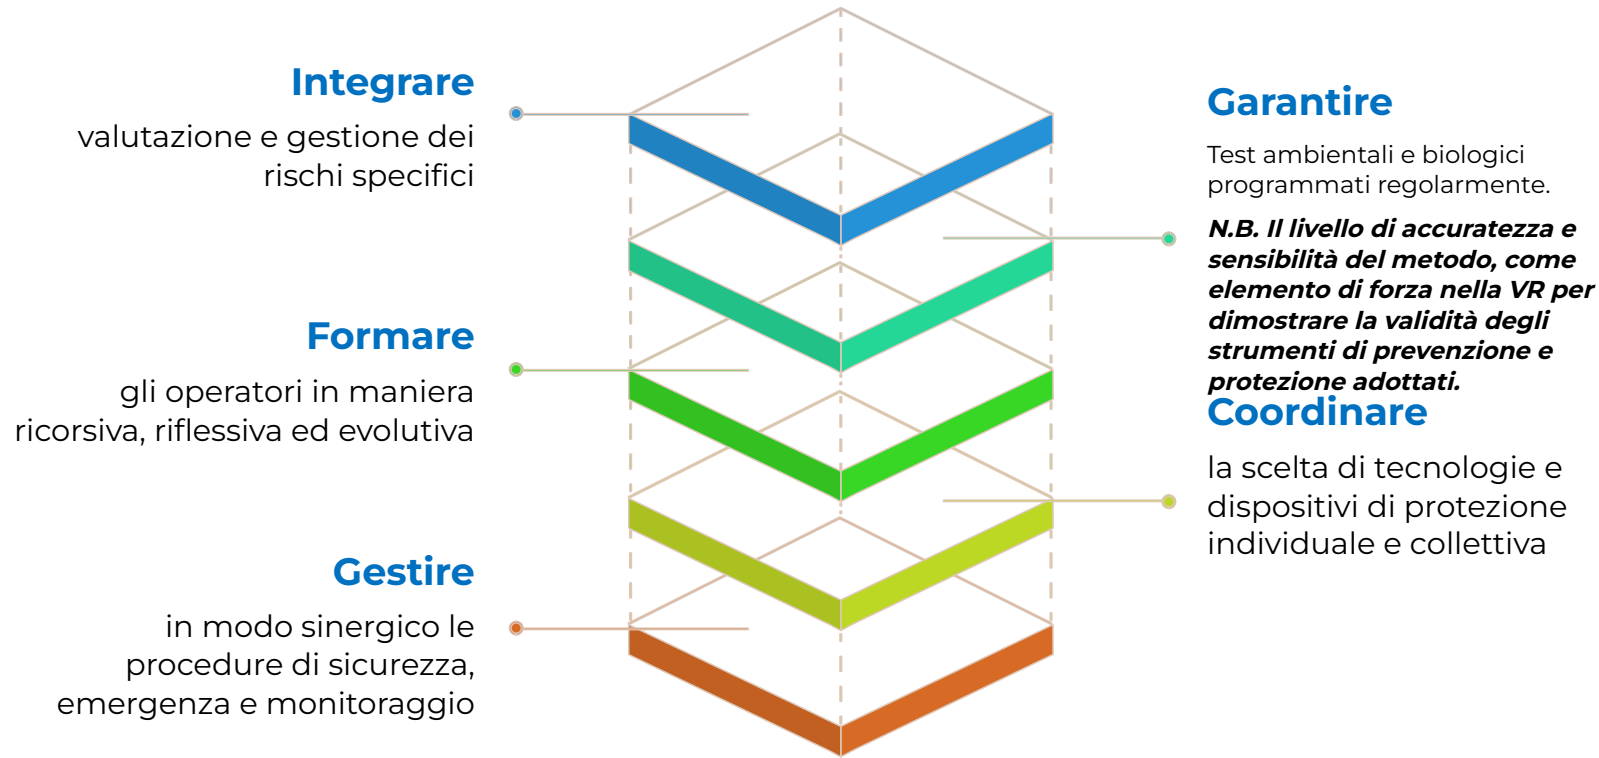 Integrare
valutazione e gestione dei
rischi specifici
Garantire
Test ambientali e biologici
programmati regolarmente.
N.B. Il livello di accuratezza e
sensibilità del metodo, come
elemento di forza nella VR per
dimostrare la validità degli
strumenti di prevenzione e
protezione adottati.
Formare
gli operatori in maniera
ricorsiva, riflessiva ed evolutiva
Coordinare
la scelta di tecnologie e
dispositivi di protezione
individuale e collettiva
Gestire
in modo sinergico le
procedure di sicurezza,
emergenza e monitoraggio